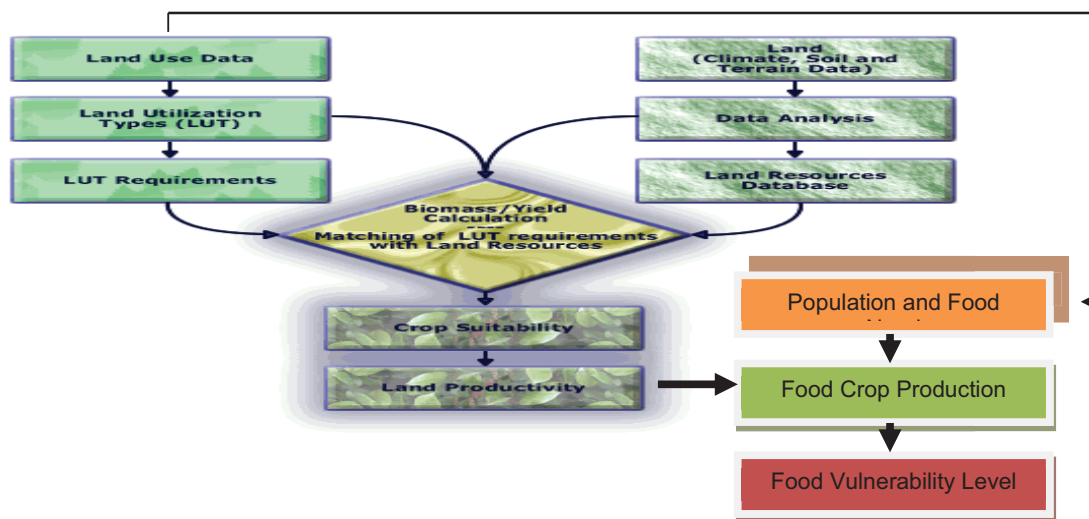 Land Use Data
Land Utilization
Types (LUT)
LUT Requirements
Land
(Climate, Soil and
Terrain Data)
Data Analysis
Land Resources
Database
Biomass/Yield
Calculation
----
Matching of LUT requirements
with Land Resources
Crop Suitability
Land Productivity
Population and Food
Food Crop Production
Food Vulnerability Level